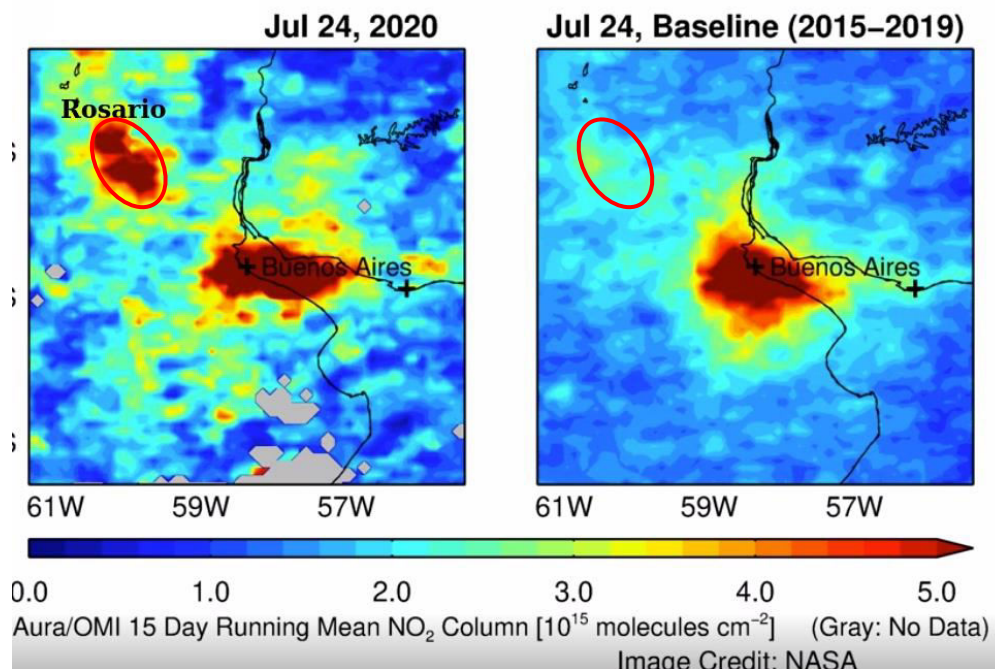 Jul 24, 2020
Jul 24, Baseline (2015–2019)
Rosario
Buenos Aires
Buenos Aires
61W 59W 57W
61W 59W 57W
0.0 1.0 2.0 3.0 4.0 5.0
Aura/OMI 15 Day Running Mean NO₂ Column [10¹⁵ molecules cm⁻²] (Gray: No Data)
Image Credit: NASA